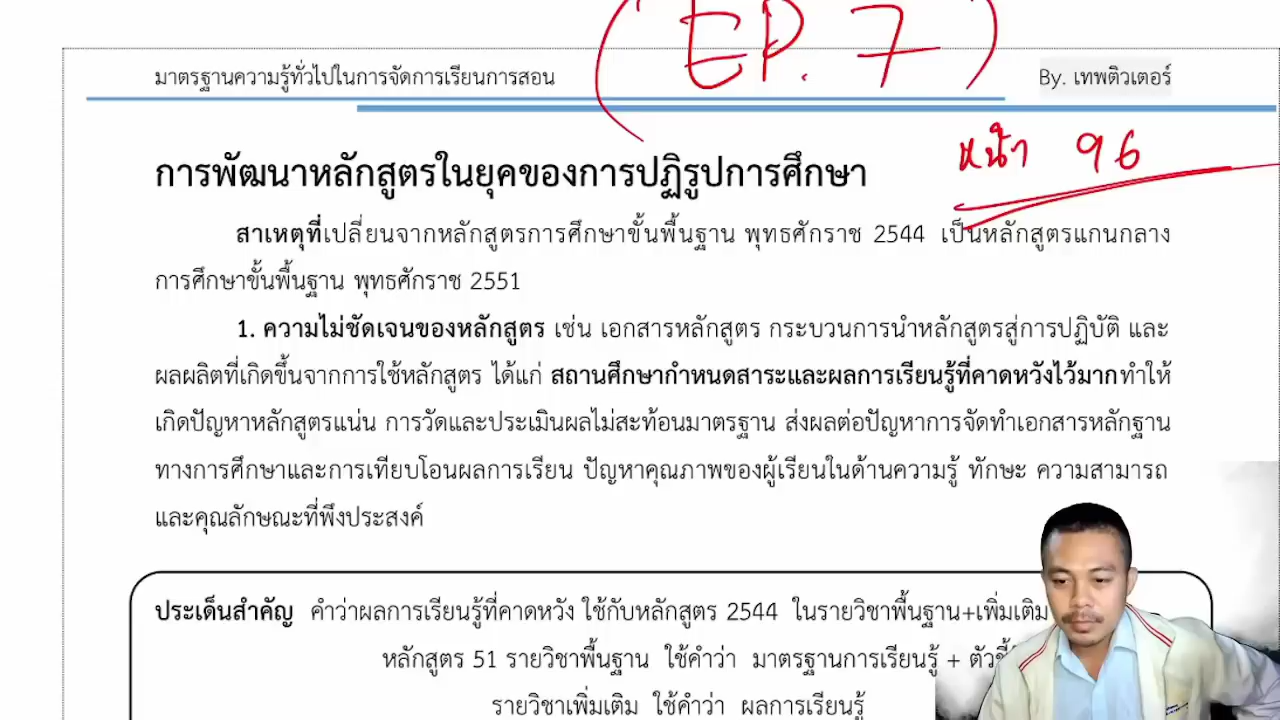 (EP. 7)
มาตรฐานความรู้ทั่วไปในการจัดการเรียนการสอน
By. เทพติวเตอร์
หน้า 96
การพัฒนาหลักสูตรในยุคของการปฏิรูปการศึกษา
สาเหตุที่เปลี่ยนจากหลักสูตรการศึกษาขั้นพื้นฐาน พุทธศักราช 2544 เป็นหลักสูตรแกนกลาง
การศึกษาขั้นพื้นฐาน พุทธศักราช 2551
1. ความไม่ชัดเจนของหลักสูตร เช่น เอกสารหลักสูตร กระบวนการนำหลักสูตรสู่การปฏิบัติ และ
ผลผลิตที่เกิดขึ้นจากการใช้หลักสูตร ได้แก่ สถานศึกษากำหนดสาระและผลการเรียนรู้ที่คาดหวังไว้มากทำให้
เกิดปัญหาหลักสูตรแน่น การวัดและประเมินผลไม่สะท้อนมาตรฐาน ส่งผลต่อปัญหาการจัดทำเอกสารหลักฐาน
ทางการศึกษาและการเทียบโอนผลการเรียน ปัญหาคุณภาพของผู้เรียนในด้านความรู้ ทักษะ ความสามารถ
และคุณลักษณะที่พึงประสงค์
ประเด็นสำคัญ คำว่าผลการเรียนรู้ที่คาดหวัง ใช้กับหลักสูตร 2544 ในรายวิชาพื้นฐาน+เพิ่มเติม
หลักสูตร 51 รายวิชาพื้นฐาน ใช้คำว่า มาตรฐานการเรียนรู้ +
รายวิชาเพิ่มเติม ใช้คำว่า ผลการเรียนรู้